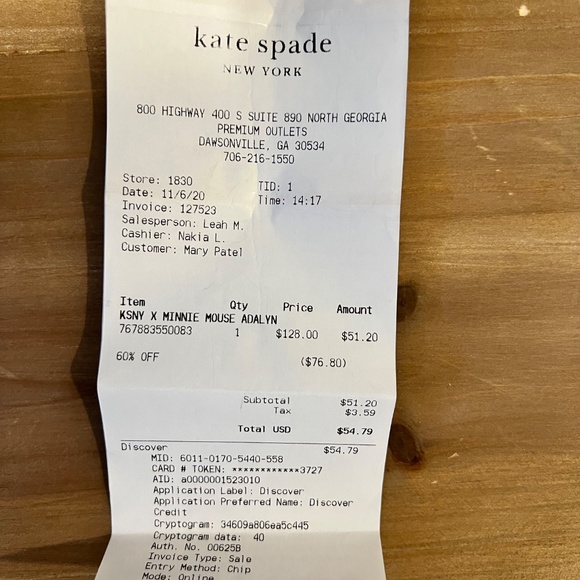 kate spade
NEW YORK
800 HIGHWAY 400 S SUITE 890 NORTH GEORGIA
PREMIUM OUTLETS
DAWSONVILLE, GA 30534
706-216-1550
Store: 1830 TID: 1
Date: 11/6/20 Time: 14:17
Invoice: 127523
Salesperson: Leah M.
Cashier: Nakia L.
Customer: Mary Patel
Item Qty Price Amount
KSNY X MINNIE MOUSE ADALYN
767883550083 1 $128.00 $51.20
60% OFF ($76.80)
Subtotal $51.20
Tax $3.59
Total USD $54.79
Discover $54.79
MID: 6011-0170-5440-558
CARD # TOKEN: ************3727
AID: a0000001523010
Application Label: Discover
Application Preferred Name: Discover
Credit
Cryptogram: 34609a806ea5c445
Cryptogram data: 40
Auth. No. 00625B
Invoice Type: Sale
Entry Method: Chip
Mode: Online